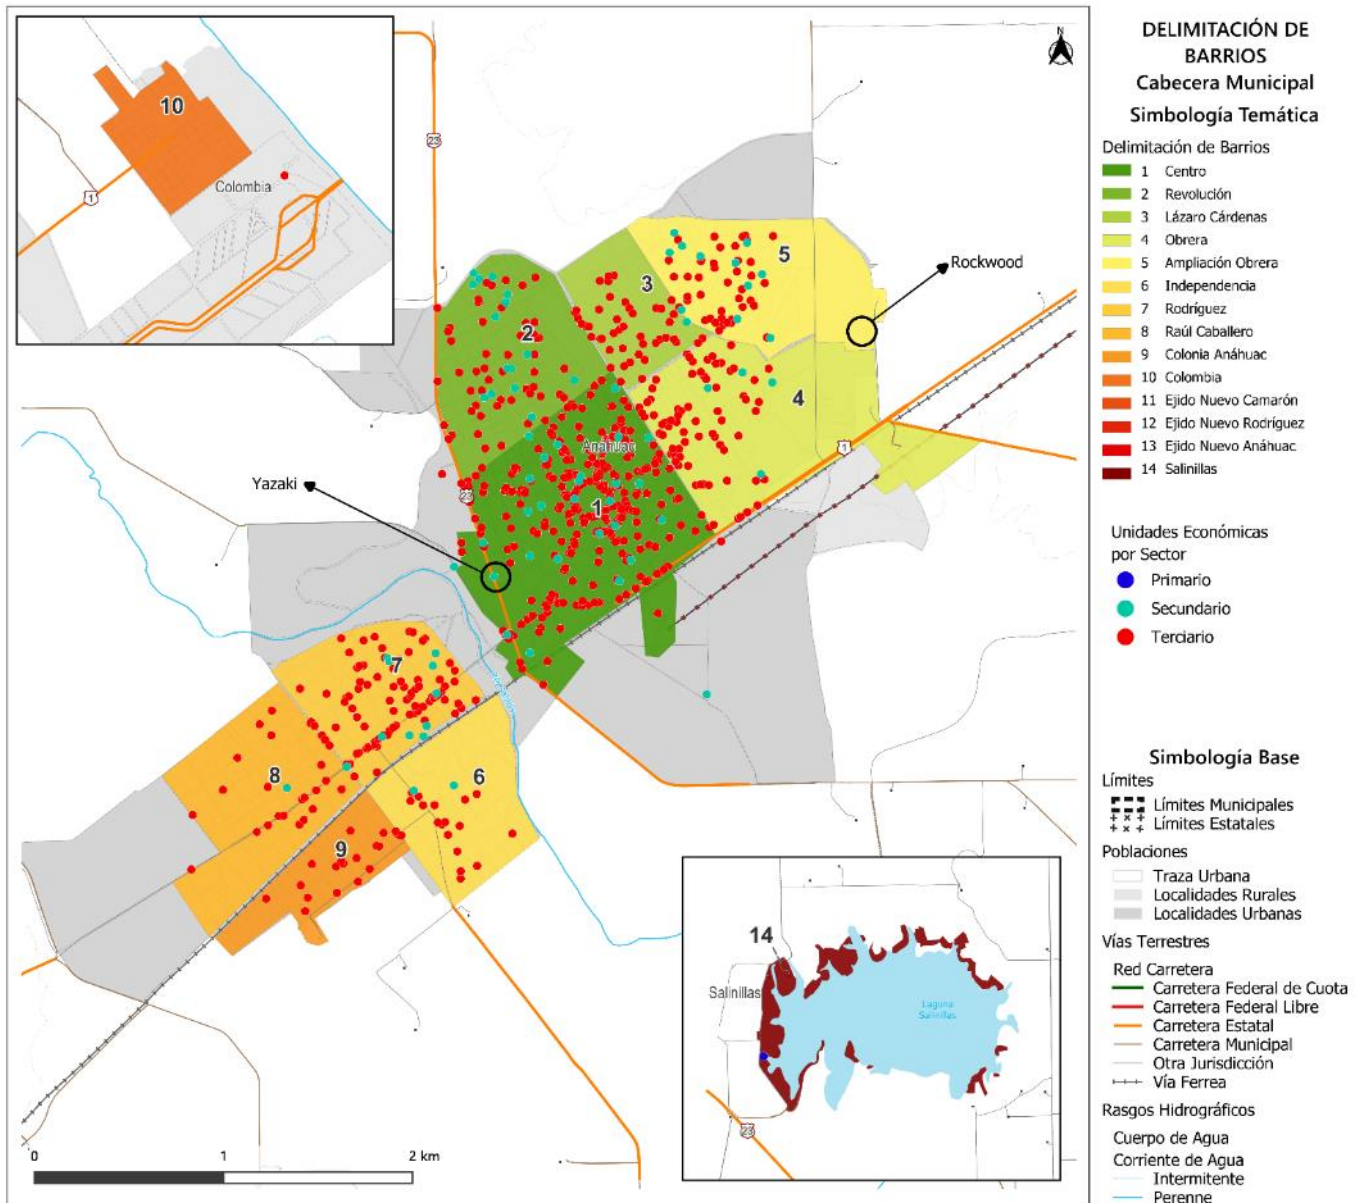 DELIMITACIÓN DE
BARRIOS
Cabecera Municipal
Simbología Temática
Delimitación de Barrios
1 Centro
2 Revolución
3 Lázaro Cárdenas
4 Obrera
5 Ampliación Obrera
6 Independencia
7 Rodríguez
8 Raúl Caballero
9 Colonia Anáhuac
10 Colombia
11 Ejido Nuevo Camarón
12 Ejido Nuevo Rodríguez
13 Ejido Nuevo Anáhuac
14 Salinillas
Unidades Económicas
por Sector
Primario
Secundario
Terciario
Simbología Base
Límites
Límites Municipales
Límites Estatales
Poblaciones
Traza Urbana
Localidades Rurales
Localidades Urbanas
Vías Terrestres
Red Carretera
Carretera Federal de Cuota
Carretera Federal Libre
Carretera Estatal
Carretera Municipal
Otra Jurisdicción
Vía Ferrea
Rasgos Hidrográficos
Cuerpo de Agua
Corriente de Agua
Intermitente
Perenne
N
10
1
Colombia
23
5
3
Rockwood
2
4
Anáhuac
1
Yazaki
23
1
7
8
6
9
14
Salinillas
Laguna
Salinillas
23
0 1 2 km